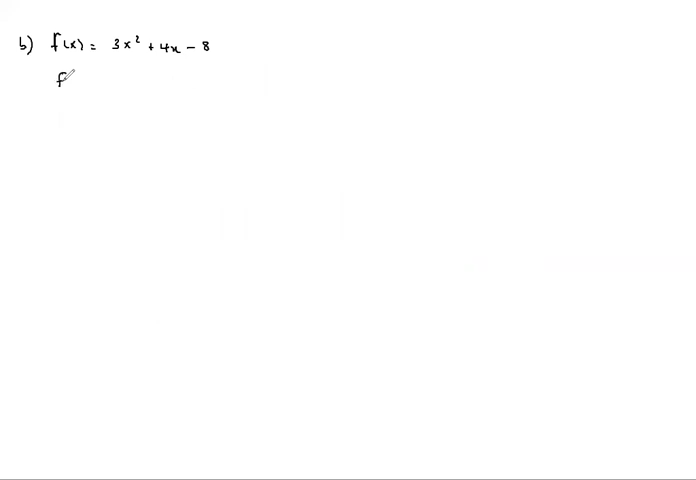 b) f(x) = 3x² + 4x - 8
f